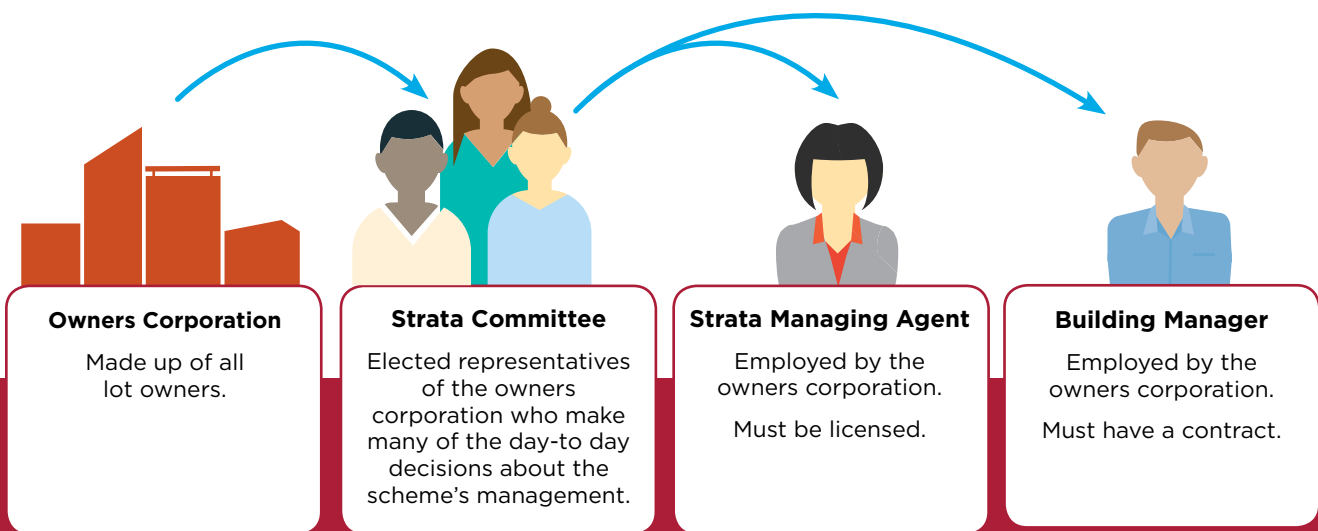 Owners Corporation
Made up of all
lot owners.
Strata Committee
Elected representatives
of the owners
corporation who make
many of the day-to day
decisions about the
scheme's management.
Strata Managing Agent
Employed by the
owners corporation.
Must be licensed.
Building Manager
Employed by the
owners corporation.
Must have a contract.